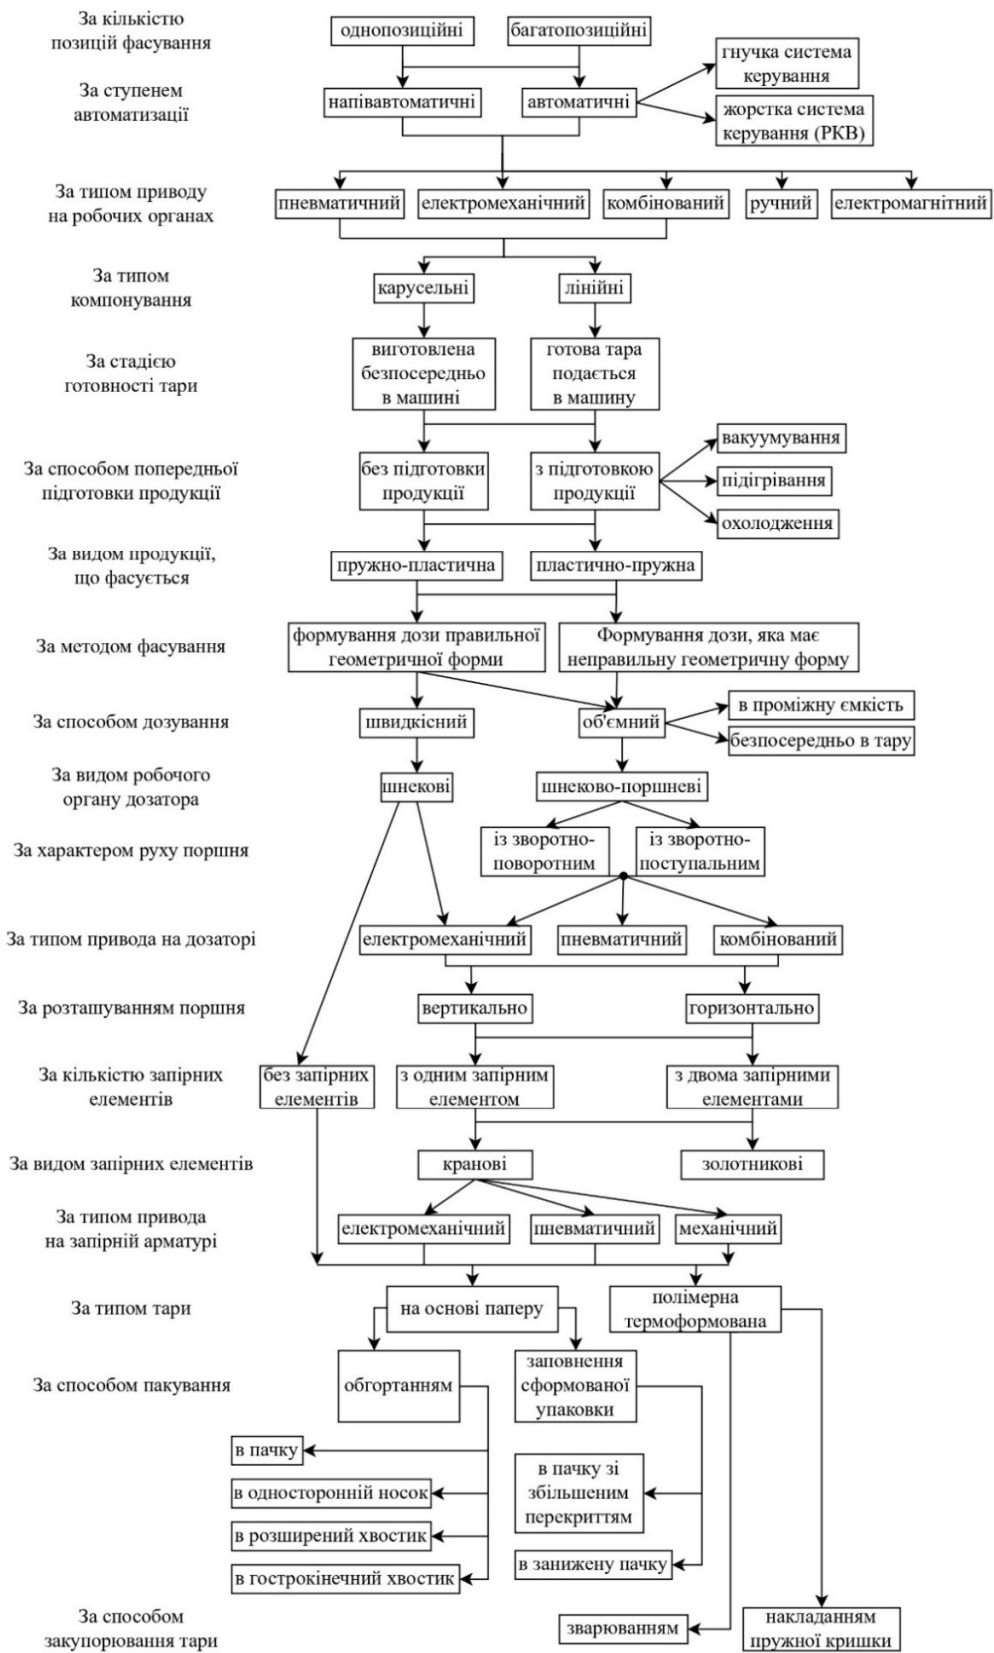 За кількістю
позицій фасування
однопозиційні
багатопозиційні
гнучка система
керування
За ступенем
автоматизації
напівавтоматичні
автоматичні
жорстка система
керування (РКВ)
За типом приводу
на робочих органах
пневматичний
електромеханічний
комбінований
ручний
електромагнітний
За типом
компонування
карусельні
лінійні
За стадією
готовності тари
виготовлена
безпосередньо
в машині
готова тара
подається
в машину
За способом попередньої
підготовки продукції
без підготовки
продукції
з підготовкою
продукції
вакуумування
підігрівання
охолодження
За видом продукції,
що фасується
пружно-пластична
пластично-пружна
За методом фасування
формування дози правильної
геометричної форми
Формування дози, яка має
неправильну геометричну форму
За способом дозування
швидкісний
об'ємний
в проміжну ємкість
безпосередньо в тару
За видом робочого
органу дозатора
шнекові
шнеково-поршневі
За характером руху поршня
із зворотно-
поворотним
із зворотно-
поступальним
За типом привода на дозаторі
електромеханічний
пневматичний
комбінований
За розташуванням поршня
вертикально
горизонтально
За кількістю запірних
елементів
без запірних
елементів
з одним запірним
елементом
з двома запірними
елементами
За видом запірних елементів
кранові
золотникові
За типом привода
на запірній арматурі
електромеханічний
пневматичний
механічний
За типом тари
на основі паперу
полімерна
термоформована
За способом пакування
обгортанням
заповнення
сформованої
упаковки
в пачку
в односторонній носок
в розширений хвостик
в гострокінечний хвостик
в пачку зі
збільшеним
перекриттям
в занижену пачку
За способом
закупорювання тари
зварюванням
накладанням
пружної кришки